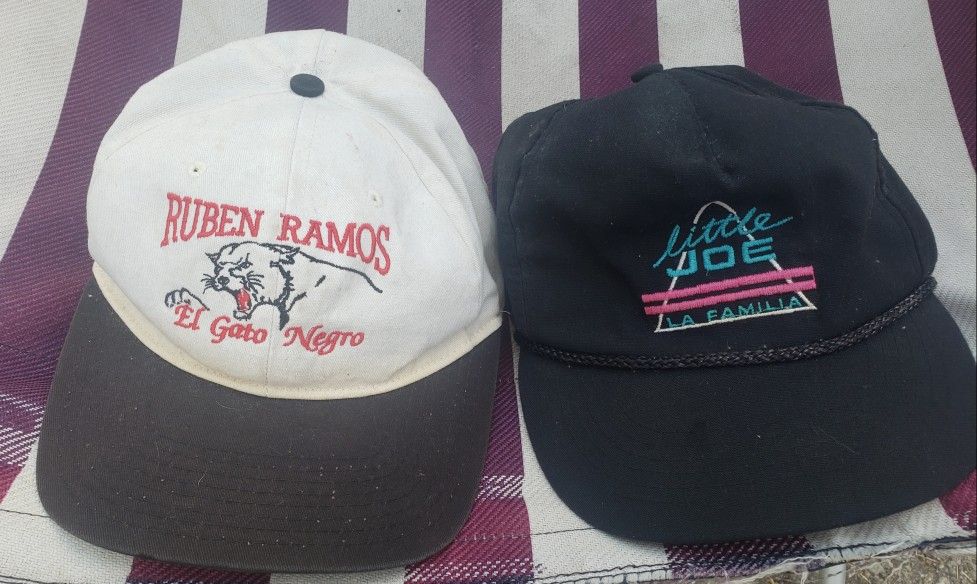 RUBEN RAMOS
El Gato Negro
little
JOE
LA FAMILIA